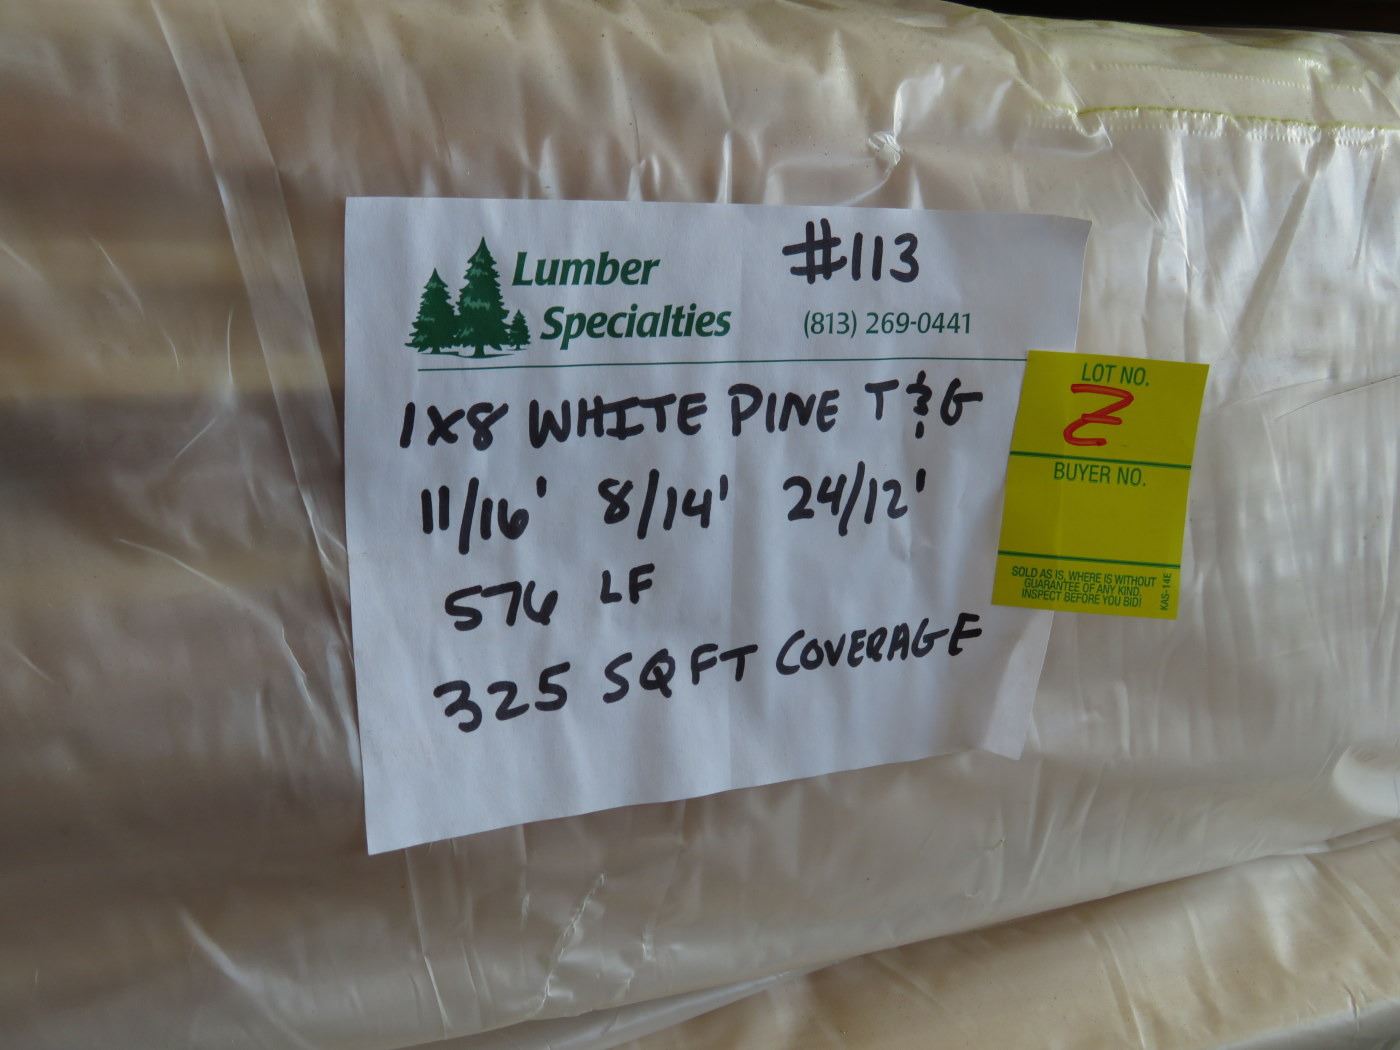 Lumber
Specialties
#113
(813) 269-0441
1X8 WHITE PINE T&G
11/16' 8/14' 24/12'
576 LF
325 SQFT COVERAGE
LOT NO.
BUYER NO.
SOLD AS IS, WHERE IS WITHOUT
GUARANTEE OF ANY KIND.
INSPECT BEFORE YOU BID!
KAS-14E